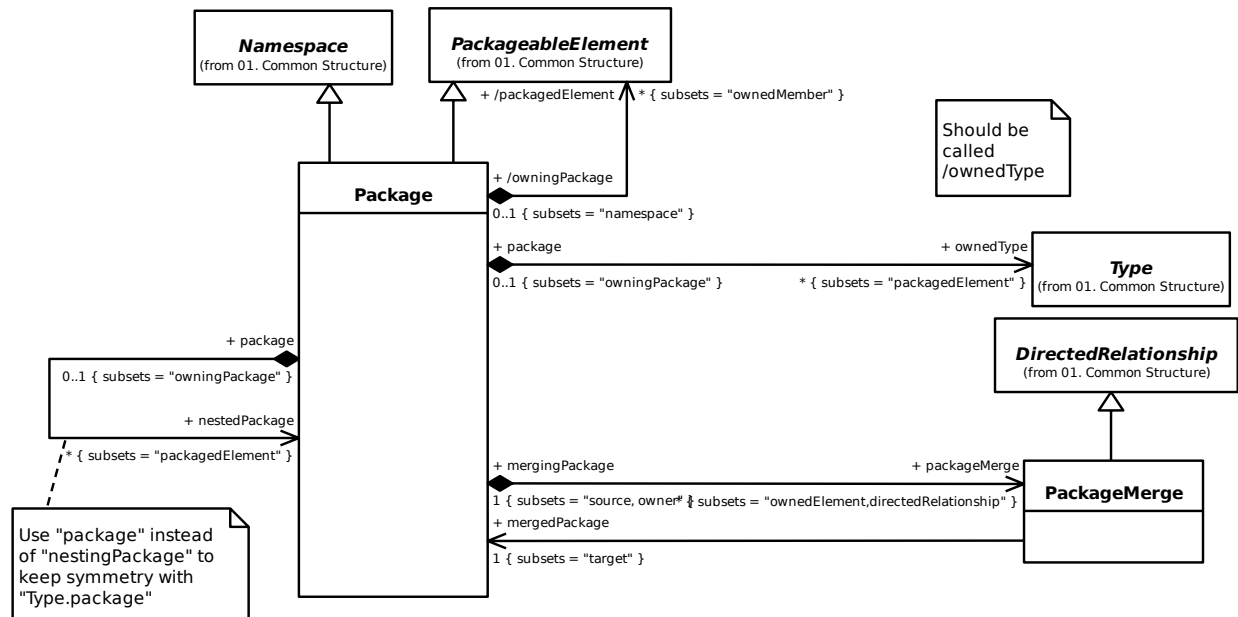 Namespace
(from 01. Common Structure)
PackageableElement
(from 01. Common Structure)
+ /packagedElement
* { subsets = "ownedMember" }
Should be
called
/ownedType
Package
+ /owningPackage
0..1 { subsets = "namespace" }
+ package
+ ownedType
0..1 { subsets = "owningPackage" }
* { subsets = "packagedElement" }
Type
(from 01. Common Structure)
+ package
0..1 { subsets = "owningPackage" }
DirectedRelationship
(from 01. Common Structure)
+ nestedPackage
* { subsets = "packagedElement" }
+ mergingPackage
+ packageMerge
1 { subsets = "source, owner" }
* { subsets = "ownedElement,directedRelationship" }
PackageMerge
+ mergedPackage
1 { subsets = "target" }
Use "package" instead
of "nestingPackage" to
keep symmetry with
"Type.package"